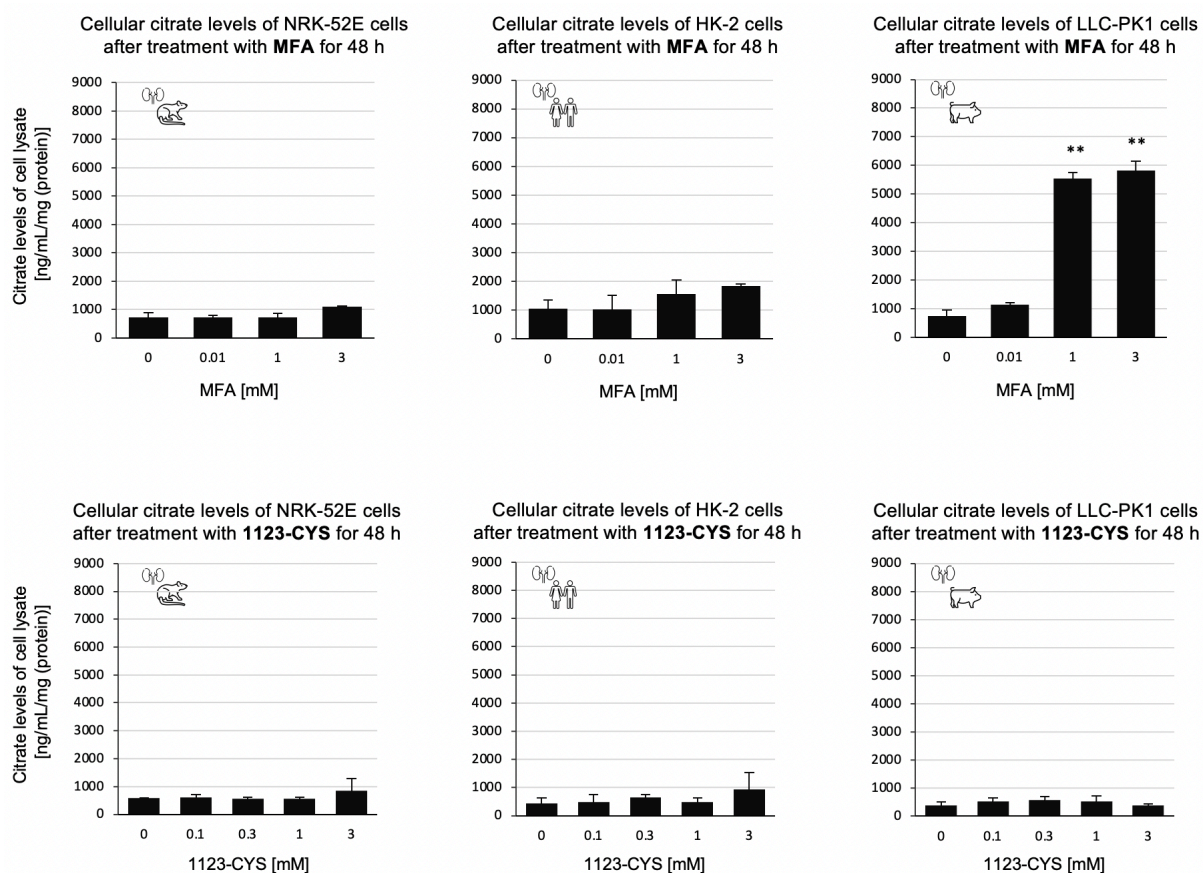 Cellular citrate levels of NRK-52E cells
after treatment with MFA for 48 h
Cellular citrate levels of HK-2 cells
after treatment with MFA for 48 h
Cellular citrate levels of LLC-PK1 cells
after treatment with MFA for 48 h
Citrate levels of cell lysate
[ng/mL/mg (protein)]
9000
8000
7000
6000
5000
4000
3000
2000
1000
0
0 0.01 1 3
MFA [mM]
9000
8000
7000
6000
5000
4000
3000
2000
1000
0
0 0.01 1 3
MFA [mM]
9000
8000
7000
6000
5000
4000
3000
2000
1000
0
** **
0 0.01 1 3
MFA [mM]
Cellular citrate levels of NRK-52E cells
after treatment with 1123-CYS for 48 h
Cellular citrate levels of HK-2 cells
after treatment with 1123-CYS for 48 h
Cellular citrate levels of LLC-PK1 cells
after treatment with 1123-CYS for 48 h
Citrate levels of cell lysate
[ng/mL/mg (protein)]
9000
8000
7000
6000
5000
4000
3000
2000
1000
0
0 0.1 0.3 1 3
1123-CYS [mM]
9000
8000
7000
6000
5000
4000
3000
2000
1000
0
0 0.1 0.3 1 3
1123-CYS [mM]
9000
8000
7000
6000
5000
4000
3000
2000
1000
0
0 0.1 0.3 1 3
1123-CYS [mM]